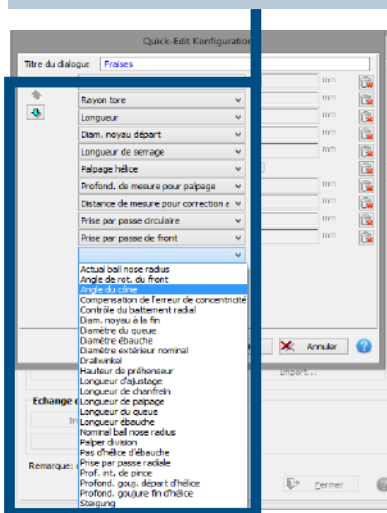 Quick-Edit Konfiguration
Titre du dialogue Fraises
mm
Rayon tore mm
Longueur mm
Diam. noyau départ mm
Longueur de serrage mm
Palpage hélice
Profond. de mesure pour palpage mm
Distance de mesure pour correction mm
Prise par passe circulaire mm
Prise par passe de front mm
Actual ball nose radius
Angle de rot. du front
Angle du cône
Compensation de l'erreur de concentricité
Contrôle du battement radial
Diam. noyau à la fin
Diamètre du queue
Diamètre ébauche
Diamètre extérieur nominal
Drallwinkel
Hauteur de préhenseur
Longueur d'ajustage
Longueur de chanfrein
Longueur de palpage
Longueur du queue
Longueur ébauche
Nominal ball nose radius
Palper division
Pas d'hélice d'ébauche
Prise par passe radiale
Prof. int. de pince
Profond. gouj. départ d'hélice
Profond. goujure fin d'hélice
Steigung
Annuler
Import...
Echange
Remarque:
Fermer